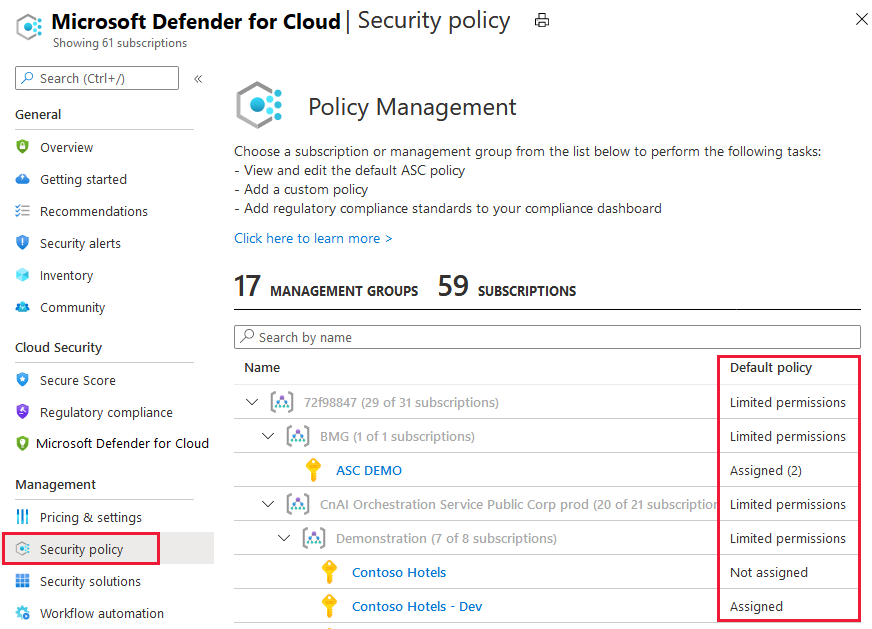 Microsoft Defender for Cloud | Security policy
Showing 61 subscriptions
Search (Ctrl+/)
«
General
Overview
Getting started
Recommendations
Security alerts
Inventory
Community
Cloud Security
Secure Score
Regulatory compliance
Microsoft Defender for Cloud
Management
Pricing & settings
Security policy
Security solutions
Workflow automation
Policy Management
Choose a subscription or management group from the list below to perform the following tasks:
- View and edit the default ASC policy
- Add a custom policy
- Add regulatory compliance standards to your compliance dashboard
Click here to learn more >
17 MANAGEMENT GROUPS 59 SUBSCRIPTIONS
Search by name
Name Default policy
72f98847 (29 of 31 subscriptions) Limited permissions
BMG (1 of 1 subscriptions) Limited permissions
ASC DEMO Assigned (2)
CnAI Orchestration Service Public Corp prod (20 of 21 subscription Limited permissions
Demonstration (7 of 8 subscriptions) Limited permissions
Contoso Hotels Not assigned
Contoso Hotels - Dev Assigned